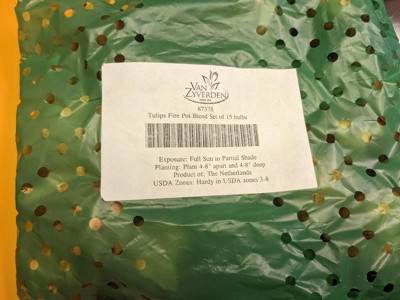 VAN
ZYVERDEN
87378
Tulips Fire Pot Blend Set of 15 bulbs
Exposure: Full Sun to Partial Shade
Planting: Plant 4-8" apart and 4-8" deep
Product of: The Netherlands
USDA Zones: Hardy in USDA zones 3-8